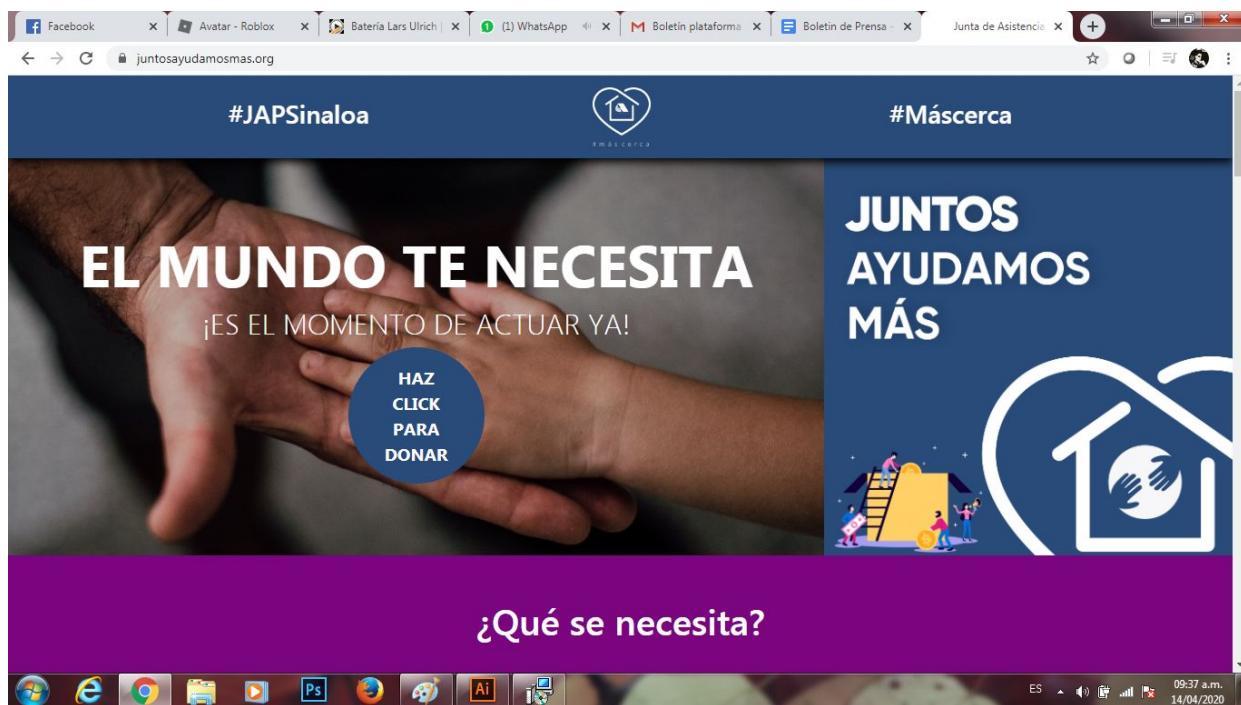 Facebook
Avatar - Roblox
Batería Lars Ulrich |
(1) WhatsApp
Boletín plataforma
Boletin de Prensa -
Junta de Asistencia
juntosayudamosmas.org
#JAPSinaloa
#máscerca
#Máscerca
EL MUNDO TE NECESITA
¡ES EL MOMENTO DE ACTUAR YA!
HAZ
CLICK
PARA
DONAR
JUNTOS
AYUDAMOS
MÁS
¿Qué se necesita?
Ps
Ai
ES
09:37 a.m.
14/04/2020